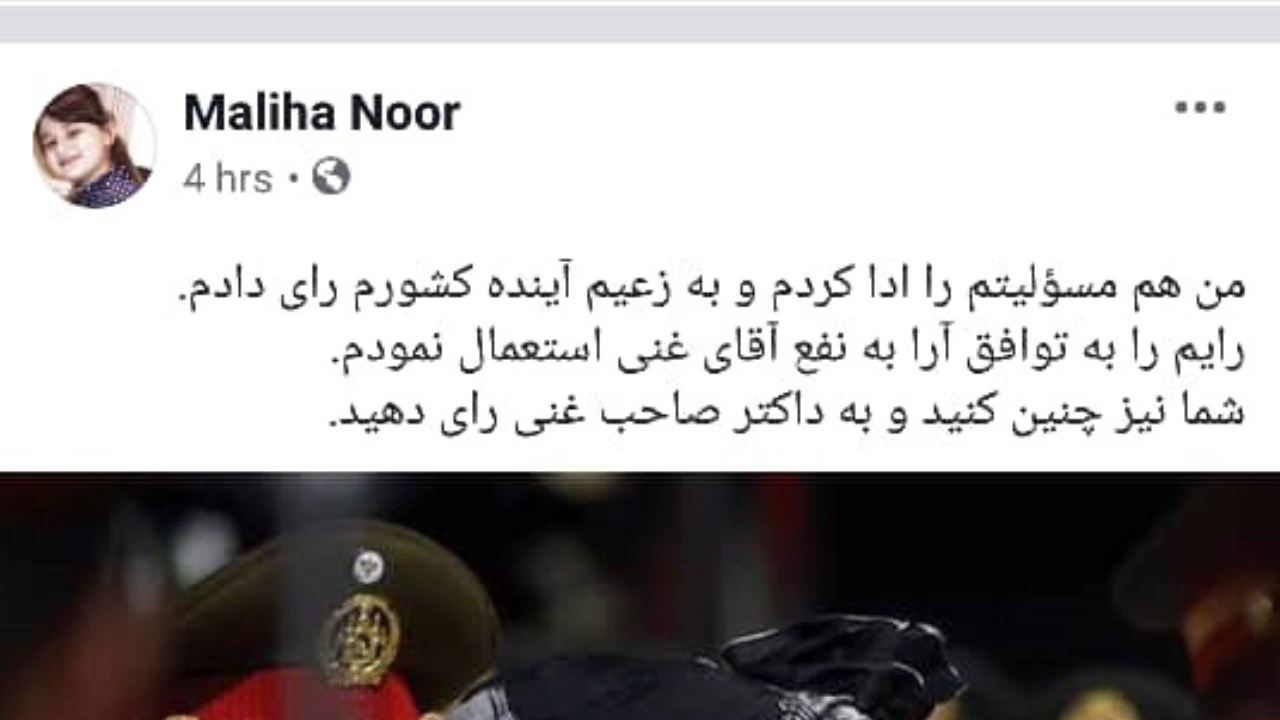 Maliha Noor
4 hrs
من هم مسؤلیتم را ادا کردم و به زعیم آینده کشورم رای دادم.
رایم را به توافق آرا به نفع آقای غنی استعمال نمودم.
شما نیز چنین کنید و به داکتر صاحب غنی رای دهید.